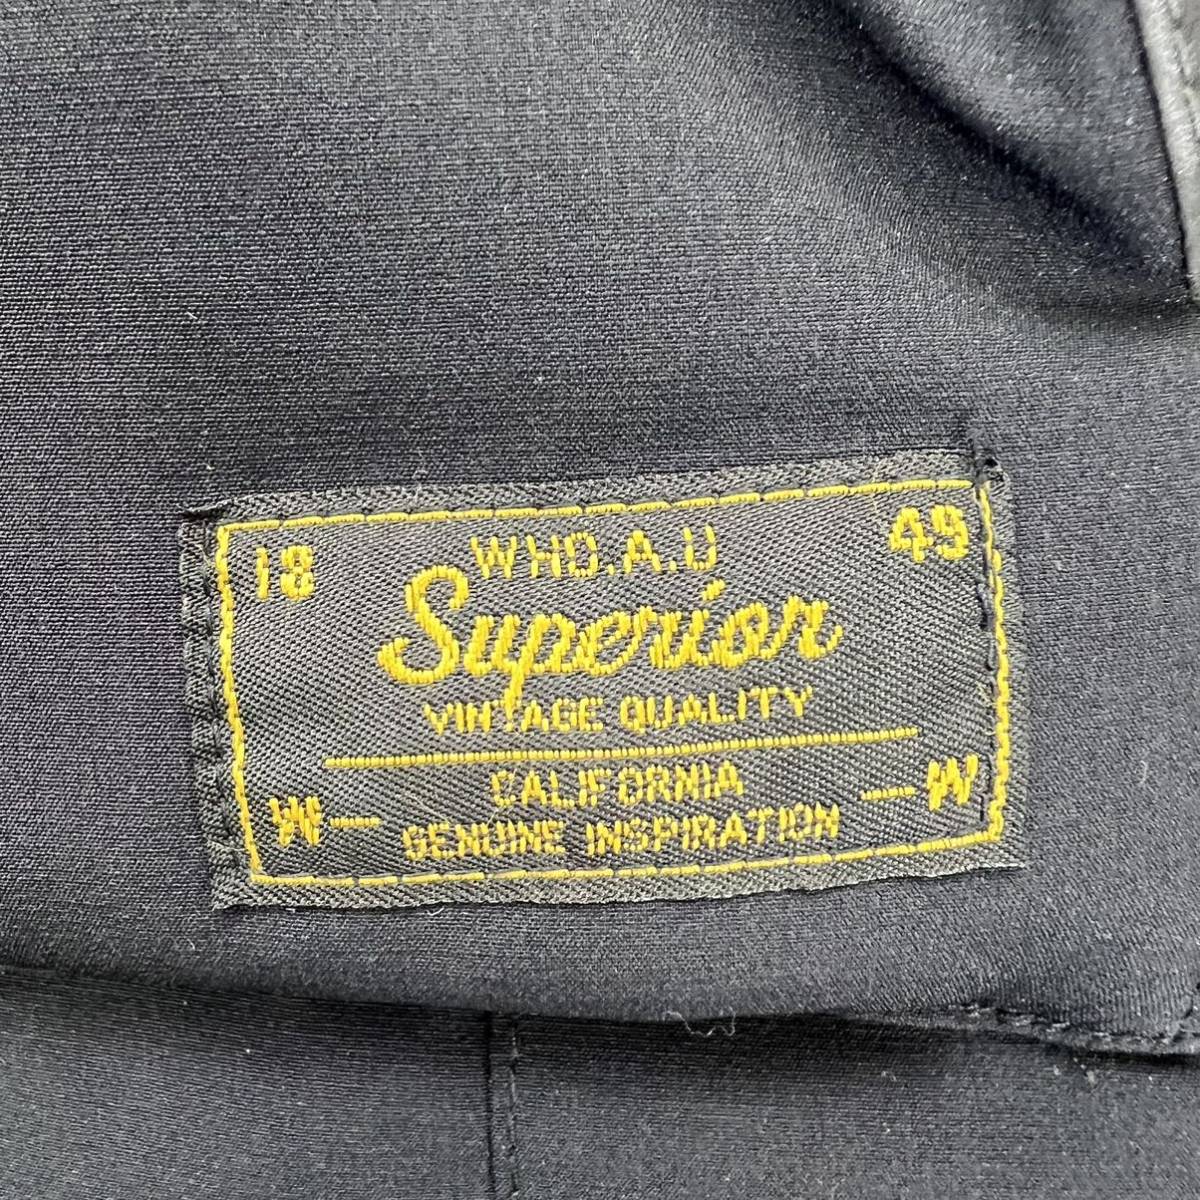 18 WHO.A.U 49
Superior
VINTAGE QUALITY
CALIFORNIA
W— GENUINE INSPIRATION —W